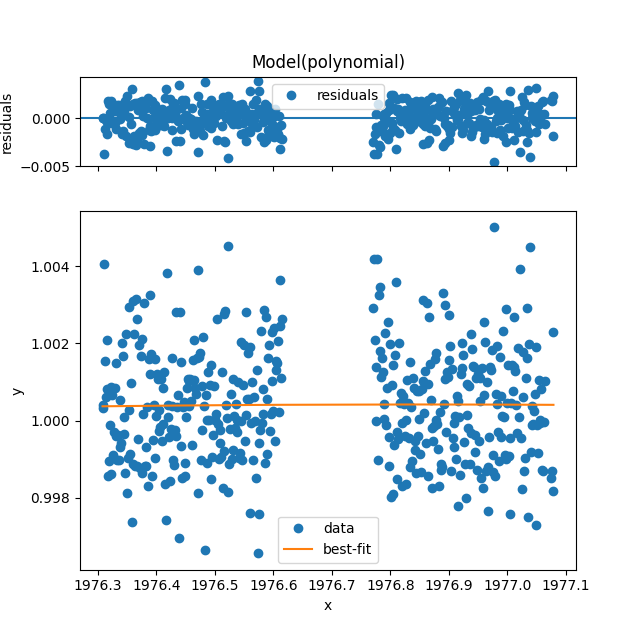 Model(polynomial)
residuals
0.000
−0.005
residuals
1.004
1.002
1.000
0.998
y
data
best-fit
1976.3 1976.4 1976.5 1976.6 1976.7 1976.8 1976.9 1977.0 1977.1
x